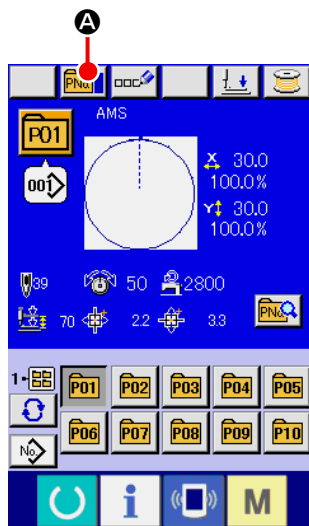 A
PNo.
AMS
P01
001
X 30.0
100.0%
Y 30.0
100.0%
39 50 2800
70 2.2 3.3
PNo.
1-
P01 P02 P03 P04 P05
No.
P06 P07 P08 P09 P10
i M